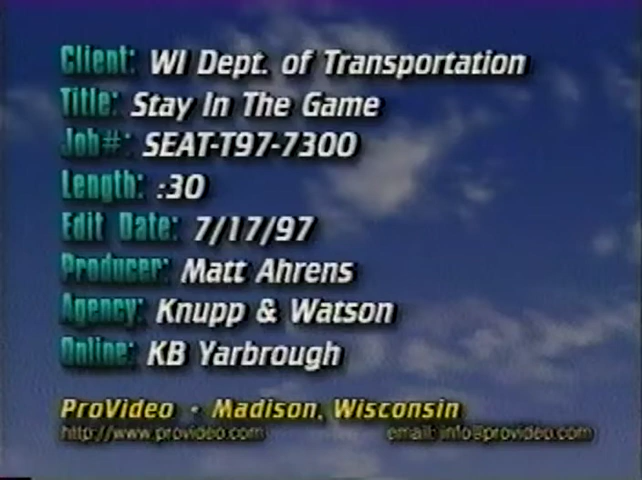 Client: WI Dept. of Transportation
Title: Stay In The Game
Job#: SEAT-T97-7300
Length: :30
Edit Date: 7/17/97
Producer: Matt Ahrens
Agency: Knupp & Watson
Online: KB Yarbrough
ProVideo • Madison, Wisconsin
http://www.provideo.com email: info@provideo.com